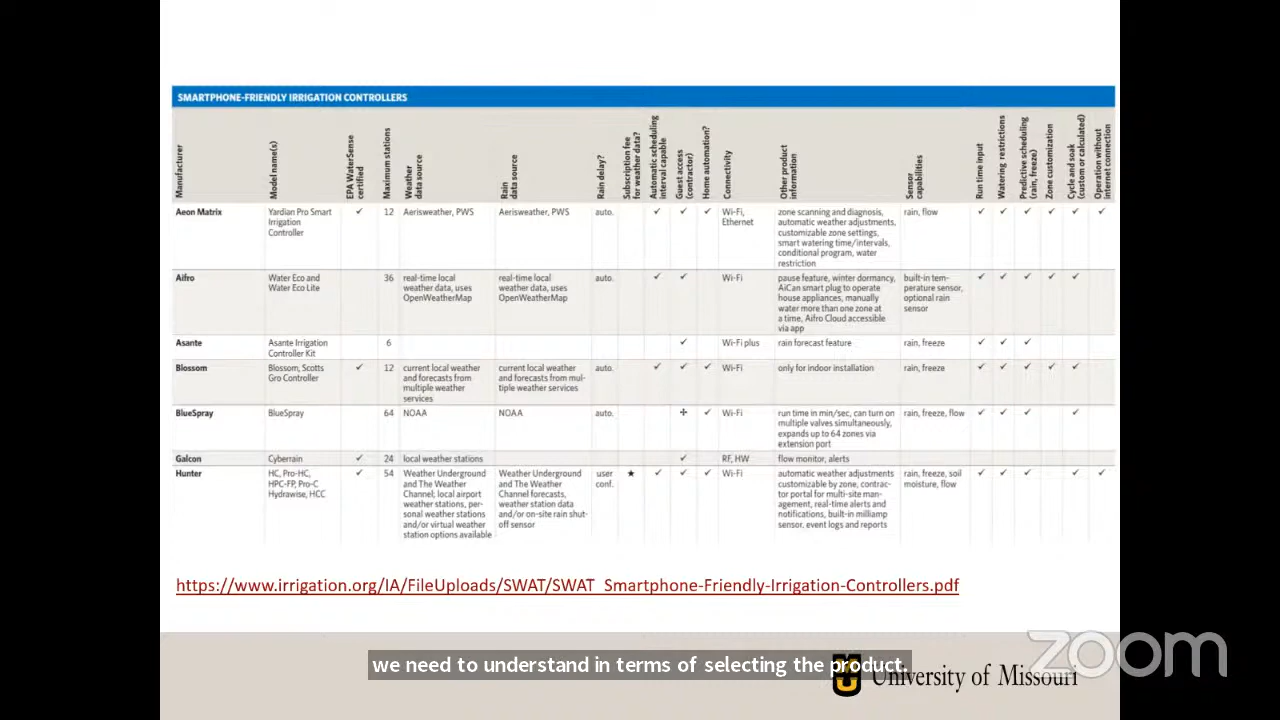 SMARTPHONE-FRIENDLY IRRIGATION CONTROLLERS
Manufacturer
Model name(s)
EPA WaterSense certified
Maximum stations
Weather data source
Rain data source
Rain delay?
Subscription fee for weather data?
Automatic scheduling interval capable
Guest access (contractor)
Home automation?
Connectivity
Other product information
Sensor capabilities
Run time input
Watering restrictions
Predictive scheduling (rain, freeze)
Zone customization
Cycle and soak (custom or calculated)
Operation without internet connection
Aeon Matrix Yardian Pro Smart ✓ 12 Aerisweather, PWS Aerisweather, PWS auto. ✓ ✓ ✓ Wi-Fi, zone scanning and diagnosis, rain, flow ✓ ✓ ✓ ✓ ✓ ✓
Irrigation Ethernet automatic weather adjustments,
Controller customizable zone settings,
smart watering time/intervals,
conditional program, water
restriction
Aifro Water Eco and 36 real-time local real-time local auto. ✓ ✓ Wi-Fi pause feature, winter dormancy, built-in tem- ✓ ✓ ✓ ✓ ✓
Water Eco Lite weather data, uses weather data, uses AiCan smart plug to operate perature sensor,
OpenWeatherMap OpenWeatherMap house appliances, manually optional rain
water more than one zone at sensor
a time, Aifro Cloud accessible
via app
Asante Asante Irrigation 6 ✓ Wi-Fi plus rain forecast feature rain, freeze ✓ ✓ ✓
Controller Kit
Blossom Blossom, Scotts ✓ 12 current local weather current local weather auto. ✓ ✓ ✓ Wi-Fi only for indoor installation rain, freeze ✓ ✓ ✓ ✓ ✓
Gro Controller and forecasts from and forecasts from mul-
multiple weather tiple weather services
services
BlueSpray BlueSpray 64 NOAA NOAA auto. ✢ ✓ Wi-Fi run time in min/sec, can turn on rain, freeze, flow ✓ ✓ ✓ ✓
multiple valves simultaneously,
expands up to 64 zones via
extension port
Galcon Cyberrain ✓ 24 local weather stations ✓ RF, HW flow monitor, alerts
Hunter HC, Pro-HC, ✓ 54 Weather Underground Weather Underground user ★ ✓ ✓ ✓ Wi-Fi automatic weather adjustments rain, freeze, soil ✓ ✓ ✓ ✓ ✓
HPC-FP, Pro-C and The Weather and The Weather conf. customizable by zone, contrac- moisture, flow
Hydrawise, HCC Channel, local airport Channel forecasts, tor portal for multi-site man-
weather stations, per- weather station data agement, real-time alerts and
sonal weather stations and/or on-site rain shut- notifications, built-in milliamp
and/or virtual weather off sensor sensor, event logs and reports
station options available
https://www.irrigation.org/IA/FileUploads/SWAT/SWAT_Smartphone-Friendly-Irrigation-Controllers.pdf
we need to understand in terms of selecting the product.
University of Missouri
zoom